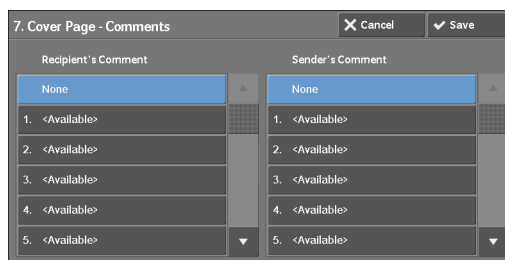 7. Cover Page - Comments Cancel Save
Recipient's Comment Sender's Comment
None None
1. <Available> 1. <Available>
2. <Available> 2. <Available>
3. <Available> 3. <Available>
4. <Available> 4. <Available>
5. <Available> 5. <Available>